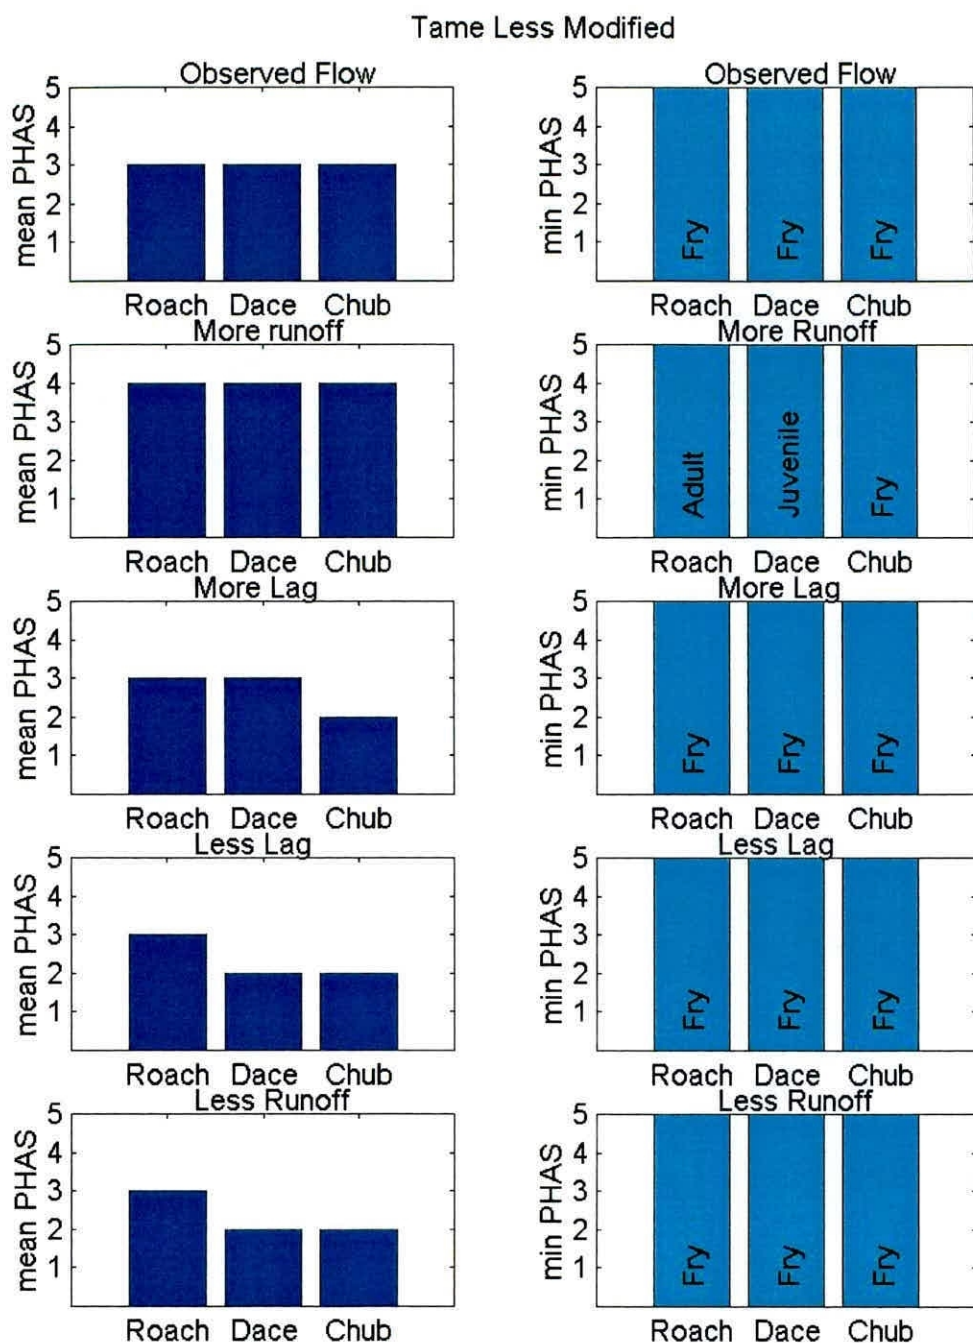 Tame Less Modified
Observed Flow
mean PHAS
5
4
3
2
1
Roach Dace Chub
Observed Flow
min PHAS
5
4
3
2
1
Fry Fry Fry
Roach Dace Chub
More runoff
mean PHAS
5
4
3
2
1
Roach Dace Chub
More Runoff
min PHAS
5
4
3
2
1
Adult Juvenile Fry
Roach Dace Chub
More Lag
mean PHAS
5
4
3
2
1
Roach Dace Chub
More Lag
min PHAS
5
4
3
2
1
Fry Fry Fry
Roach Dace Chub
Less Lag
mean PHAS
5
4
3
2
1
Roach Dace Chub
Less Lag
min PHAS
5
4
3
2
1
Fry Fry Fry
Roach Dace Chub
Less Runoff
mean PHAS
5
4
3
2
1
Roach Dace Chub
Less Runoff
min PHAS
5
4
3
2
1
Fry Fry Fry
Roach Dace Chub